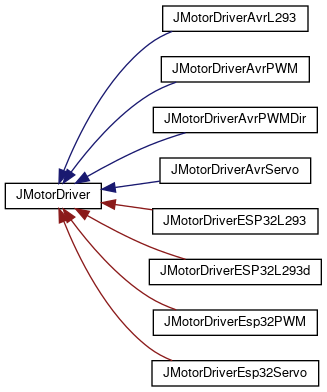 JMotorDriverAvrL293
JMotorDriverAvrPWM
JMotorDriverAvrPWMDir
JMotorDriverAvrServo
JMotorDriver
JMotorDriverESP32L293
JMotorDriverESP32L293d
JMotorDriverEsp32PWM
JMotorDriverEsp32Servo